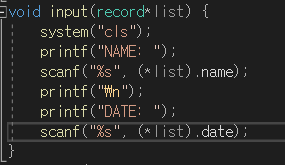 void input(record*list) {
system("cls");
printf("NAME: ");
scanf("%s", (*list).name);
printf("₩n");
printf("DATE: ");
scanf("%s", (*list).date);
}